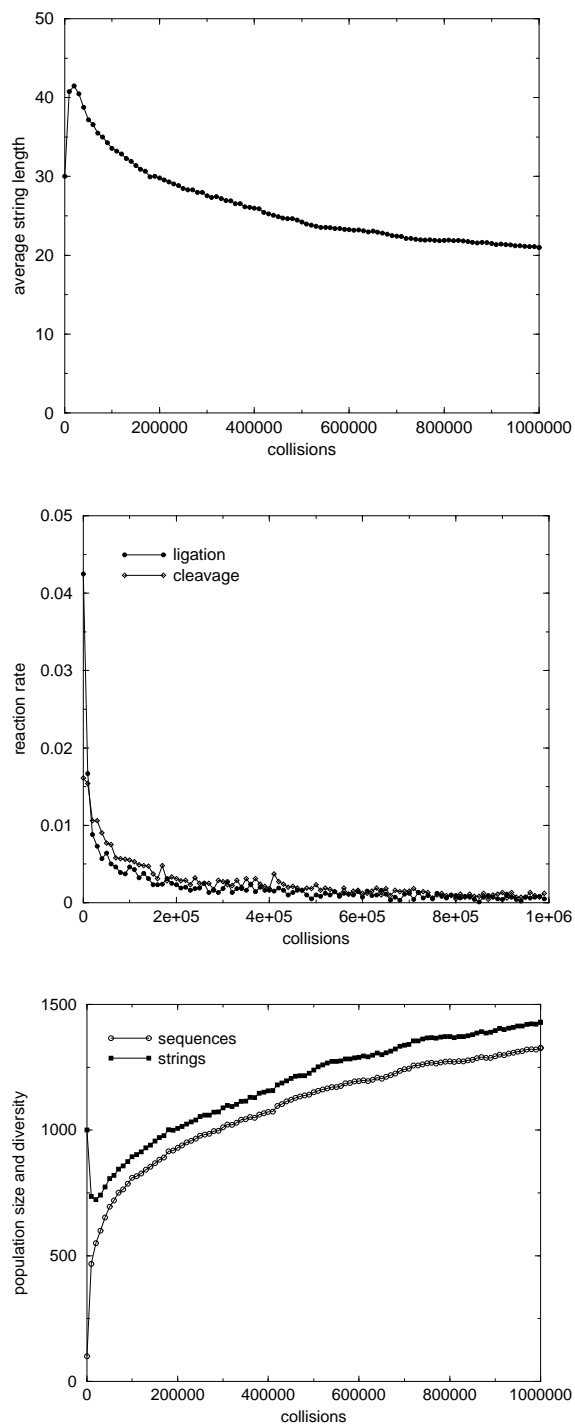 50
40
30
20
10
0
average string length
0 200000 400000 600000 800000 1000000
collisions
0.05
0.04
0.03
0.02
0.01
0
reaction rate
ligation
cleavage
0 2e+05 4e+05 6e+05 8e+05 1e+06
collisions
1500
1000
500
0
population size and diversity
sequences
strings
0 200000 400000 600000 800000 1000000
collisions